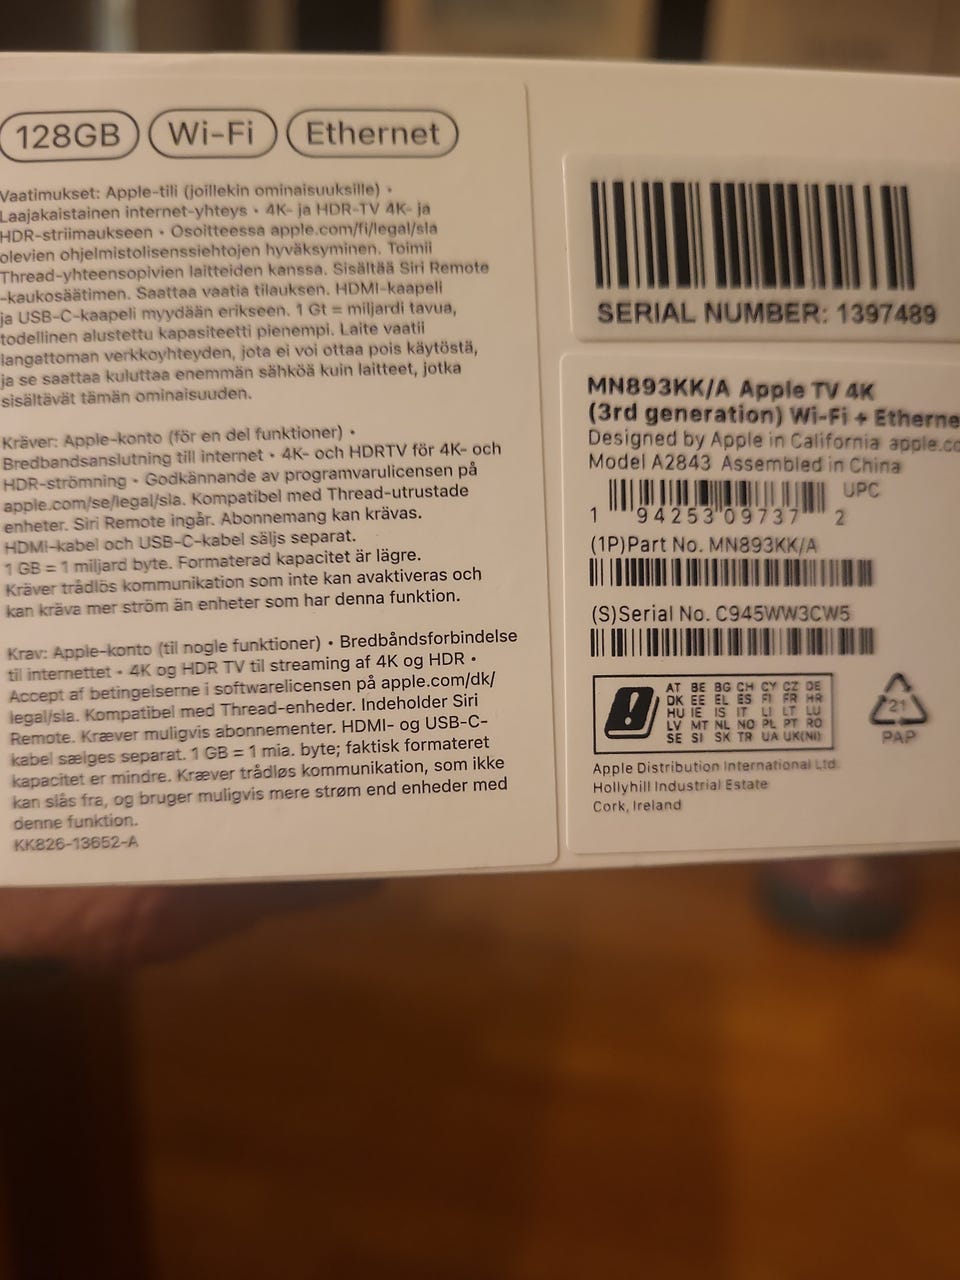 128GB Wi-Fi Ethernet
Vaatimukset: Apple-tili (joillekin ominaisuuksille) •
Laajakaistainen internet-yhteys • 4K- ja HDR-TV 4K- ja
HDR-striimaukseen • Osoitteessa apple.com/fi/legal/sla
olevien ohjelmistolisenssiehtojen hyväksyminen. Toimii
Thread-yhteensopivien laitteiden kanssa. Sisältää Siri Remote
-kaukosäätimen. Saattaa vaatia tilauksen. HDMI-kaapeli
ja USB-C-kaapeli myydään erikseen. 1 Gt = miljardi tavua,
todellinen alustettu kapasiteetti pienempi. Laite vaatii
langattoman verkkoyhteyden, jota ei voi ottaa pois käytöstä,
ja se saattaa kuluttaa enemmän sähköä kuin laitteet, jotka
sisältävät tämän ominaisuuden.
Kräver: Apple-konto (för en del funktioner) •
Bredbandsanslutning till internet • 4K- och HDRTV för 4K- och
HDR-strömning • Godkännande av programvarulicensen på
apple.com/se/legal/sla. Kompatibel med Thread-utrustade
enheter. Siri Remote ingår. Abonnemang kan krävas.
HDMI-kabel och USB-C-kabel säljs separat.
1 GB = 1 miljard byte. Formaterad kapacitet är lägre.
Kräver trådlös kommunikation som inte kan avaktiveras och
kan kräva mer ström än enheter som har denna funktion.
Krav: Apple-konto (til nogle funktioner) • Bredbåndsforbindelse
til internettet • 4K og HDR TV til streaming af 4K og HDR •
Accept af betingelserne i softwarelicensen på apple.com/dk/
legal/sla. Kompatibel med Thread-enheder. Indeholder Siri
Remote. Kræver muligvis abonnementer. HDMI- og USB-C-
kabel sælges separat. 1 GB = 1 mia. byte; faktisk formateret
kapacitet er mindre. Kræver trådløs kommunikation, som ikke
kan slås fra, og bruger muligvis mere strøm end enheder med
denne funktion.
KK826-13652-A
SERIAL NUMBER: 1397489
MN893KK/A Apple TV 4K
(3rd generation) Wi-Fi + Etherne
Designed by Apple in California apple.co
Model A2843 Assembled in China
UPC
1 94253 09737 2
(1P)Part No. MN893KK/A
(S)Serial No. C945WW3CW5
AT BE BG CH CY CZ DE
DK EE EL ES FI FR HR
HU IE IS IT LI LT LU
LV MT NL NO PL PT RO
SE SI SK TR UA UK(NI)
21
PAP
Apple Distribution International Ltd.
Hollyhill Industrial Estate
Cork, Ireland